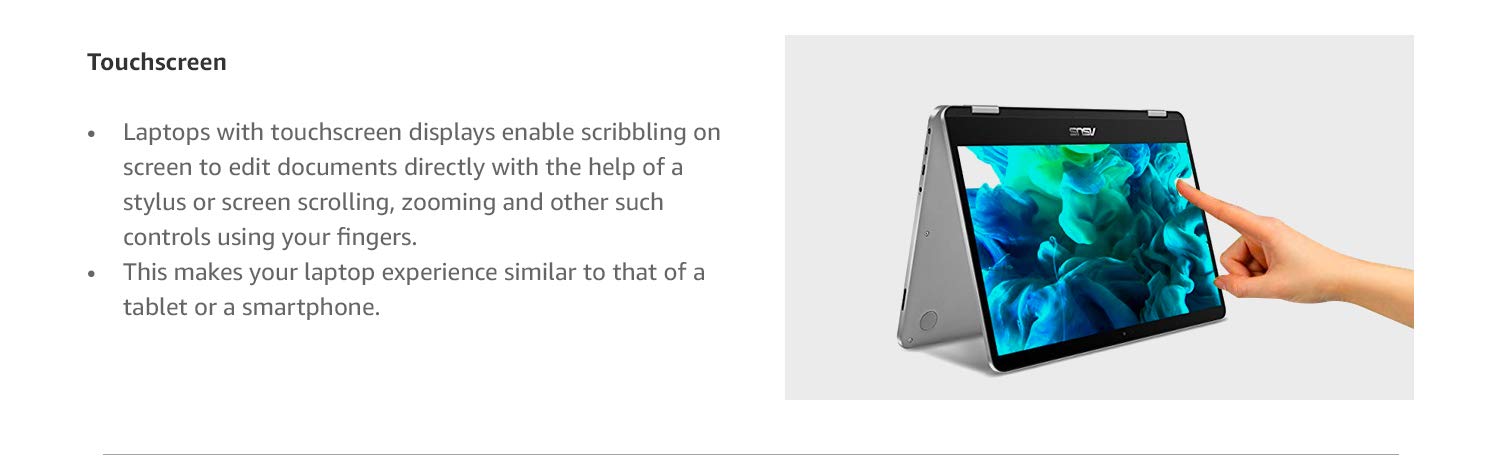 Touchscreen
• Laptops with touchscreen displays enable scribbling on
screen to edit documents directly with the help of a
stylus or screen scrolling, zooming and other such
controls using your fingers.
• This makes your laptop experience similar to that of a
tablet or a smartphone.
ASUS